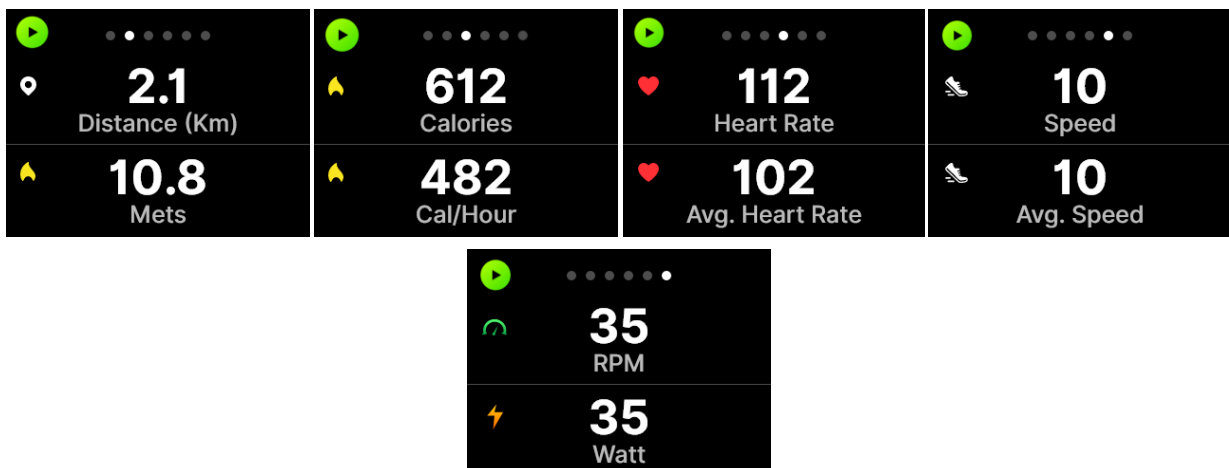 2.1
Distance (Km)
10.8
Mets
612
Calories
482
Cal/Hour
112
Heart Rate
102
Avg. Heart Rate
10
Speed
10
Avg. Speed
35
RPM
35
Watt